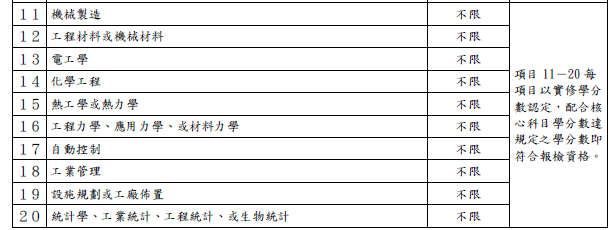 11 機械製造 不限
12 工程材料或機械材料 不限
13 電工學 不限
14 化學工程 不限
15 熱工學或熱力學 不限
16 工程力學、應用力學、或材料力學 不限
17 自動控制 不限
18 工業管理 不限
19 設施規劃或工廠佈置 不限
20 統計學、工業統計、工程統計、或生物統計 不限
項目 11－20 每
項目以實修學分
數認定，配合核
心科目學分數達
規定之學分數即
符合報檢資格。